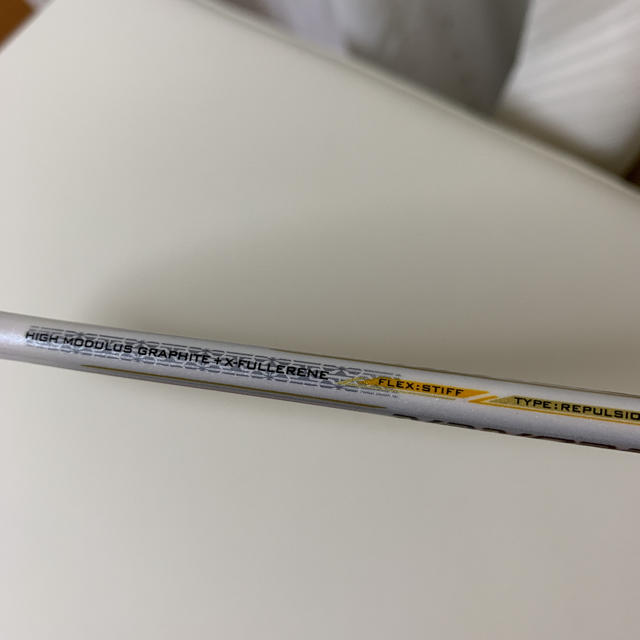 HIGH MODULUS GRAPHITE + X-FULLERENE FLEX:STIFF TYPE:REPULSIO